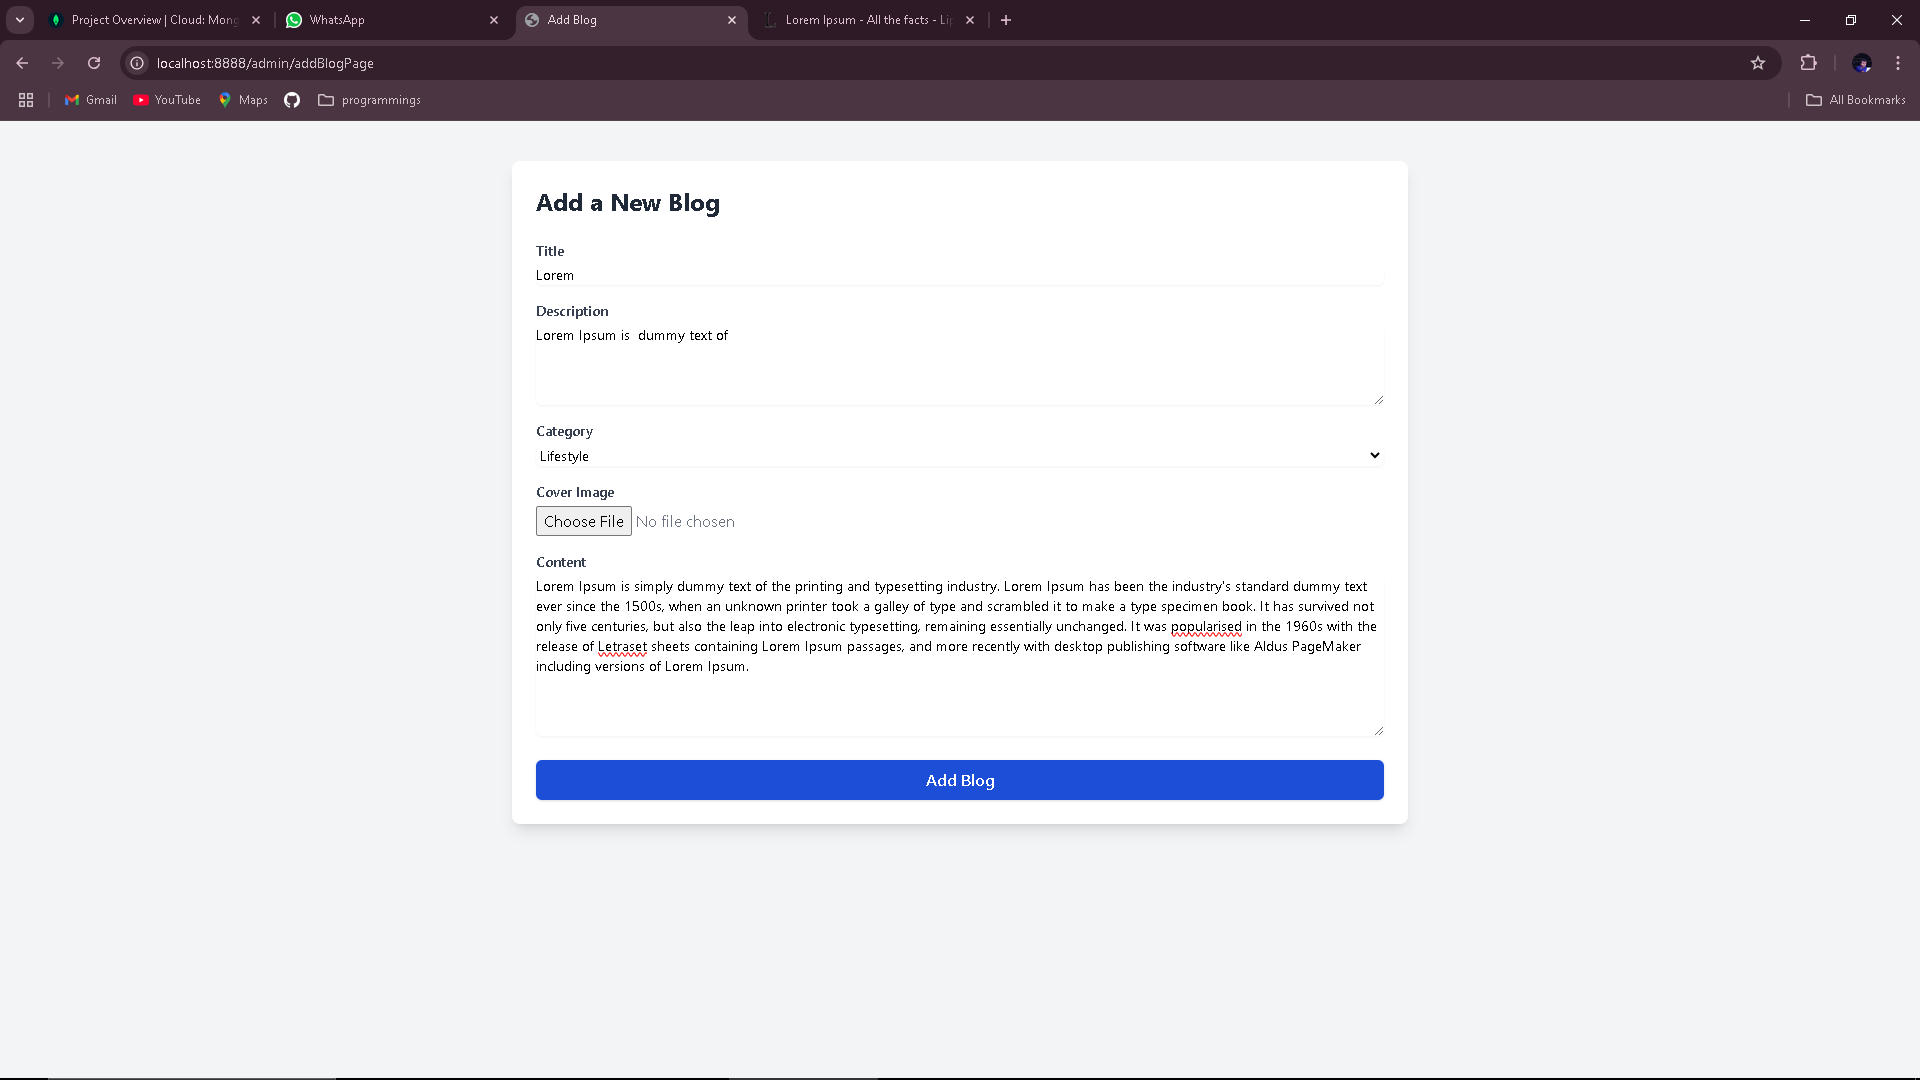 Project Overview | Cloud: Mong
WhatsApp
Add Blog
Lorem Ipsum - All the facts - Lip
localhost:8888/admin/addBlogPage
Gmail
YouTube
Maps
programmings
All Bookmarks
Add a New Blog
Title
Lorem
Description
Lorem Ipsum is  dummy text of
Category
Lifestyle
Cover Image
Choose File No file chosen
Content
Lorem Ipsum is simply dummy text of the printing and typesetting industry. Lorem Ipsum has been the industry's standard dummy text
ever since the 1500s, when an unknown printer took a galley of type and scrambled it to make a type specimen book. It has survived not
only five centuries, but also the leap into electronic typesetting, remaining essentially unchanged. It was popularised in the 1960s with the
release of Letraset sheets containing Lorem Ipsum passages, and more recently with desktop publishing software like Aldus PageMaker
including versions of Lorem Ipsum.
Add Blog